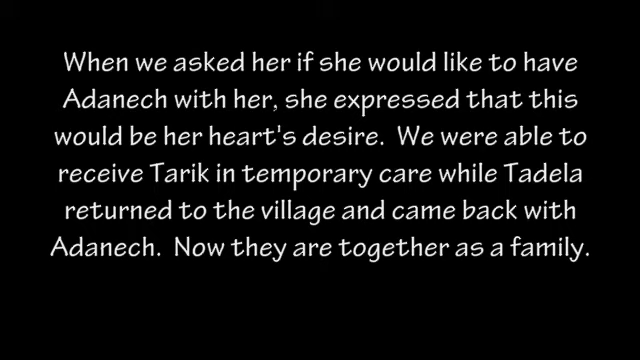 When we asked her if she would like to have
Adanech with her, she expressed that this
would be her heart's desire.  We were able to
receive Tarik in temporary care while Tadela
returned to the village and came back with
Adanech.  Now they are together as a family.